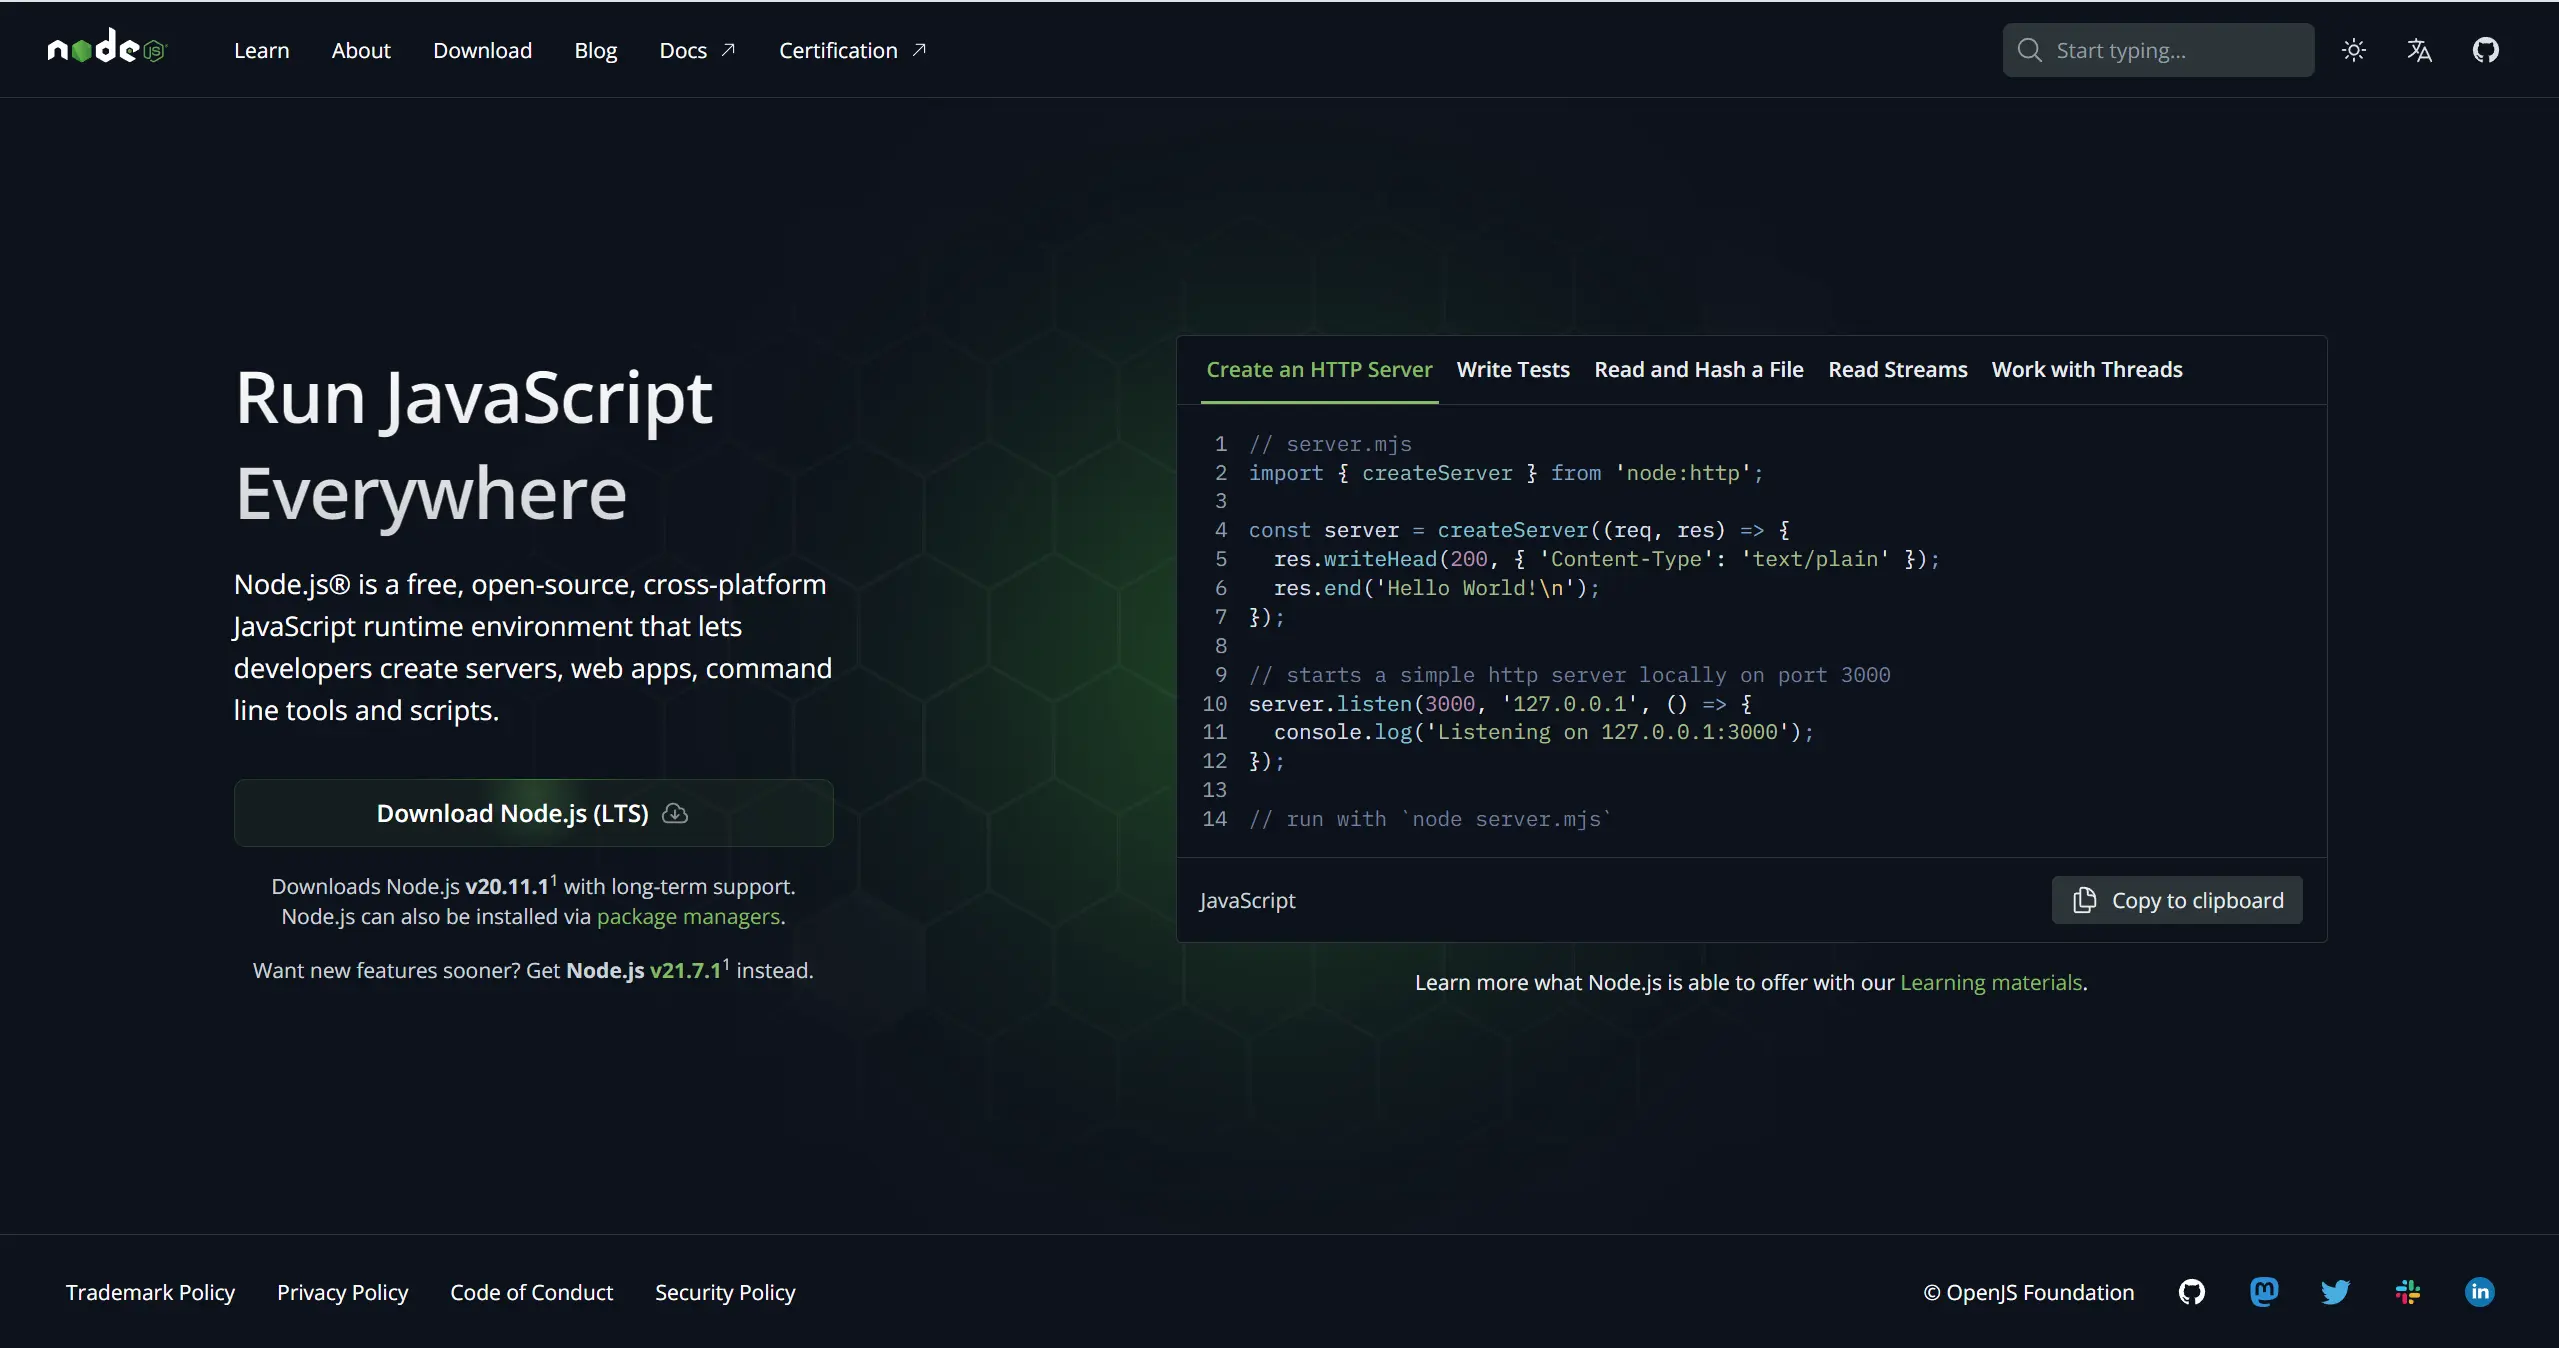 node JS
Learn
About
Download
Blog
Docs
Certification
Start typing...
Run JavaScript
Everywhere
Node.js® is a free, open-source, cross-platform
JavaScript runtime environment that lets
developers create servers, web apps, command
line tools and scripts.
Download Node.js (LTS)
Downloads Node.js v20.11.1¹ with long-term support.
Node.js can also be installed via package managers.
Want new features sooner? Get Node.js v21.7.1¹ instead.
Create an HTTP Server
Write Tests
Read and Hash a File
Read Streams
Work with Threads
1 // server.mjs
2 import { createServer } from 'node:http';
3
4 const server = createServer((req, res) => {
5   res.writeHead(200, { 'Content-Type': 'text/plain' });
6   res.end('Hello World!\n');
7 });
8
9 // starts a simple http server locally on port 3000
10 server.listen(3000, '127.0.0.1', () => {
11   console.log('Listening on 127.0.0.1:3000');
12 });
13
14 // run with `node server.mjs`
JavaScript
Copy to clipboard
Learn more what Node.js is able to offer with our Learning materials.
Trademark Policy
Privacy Policy
Code of Conduct
Security Policy
© OpenJS Foundation
in